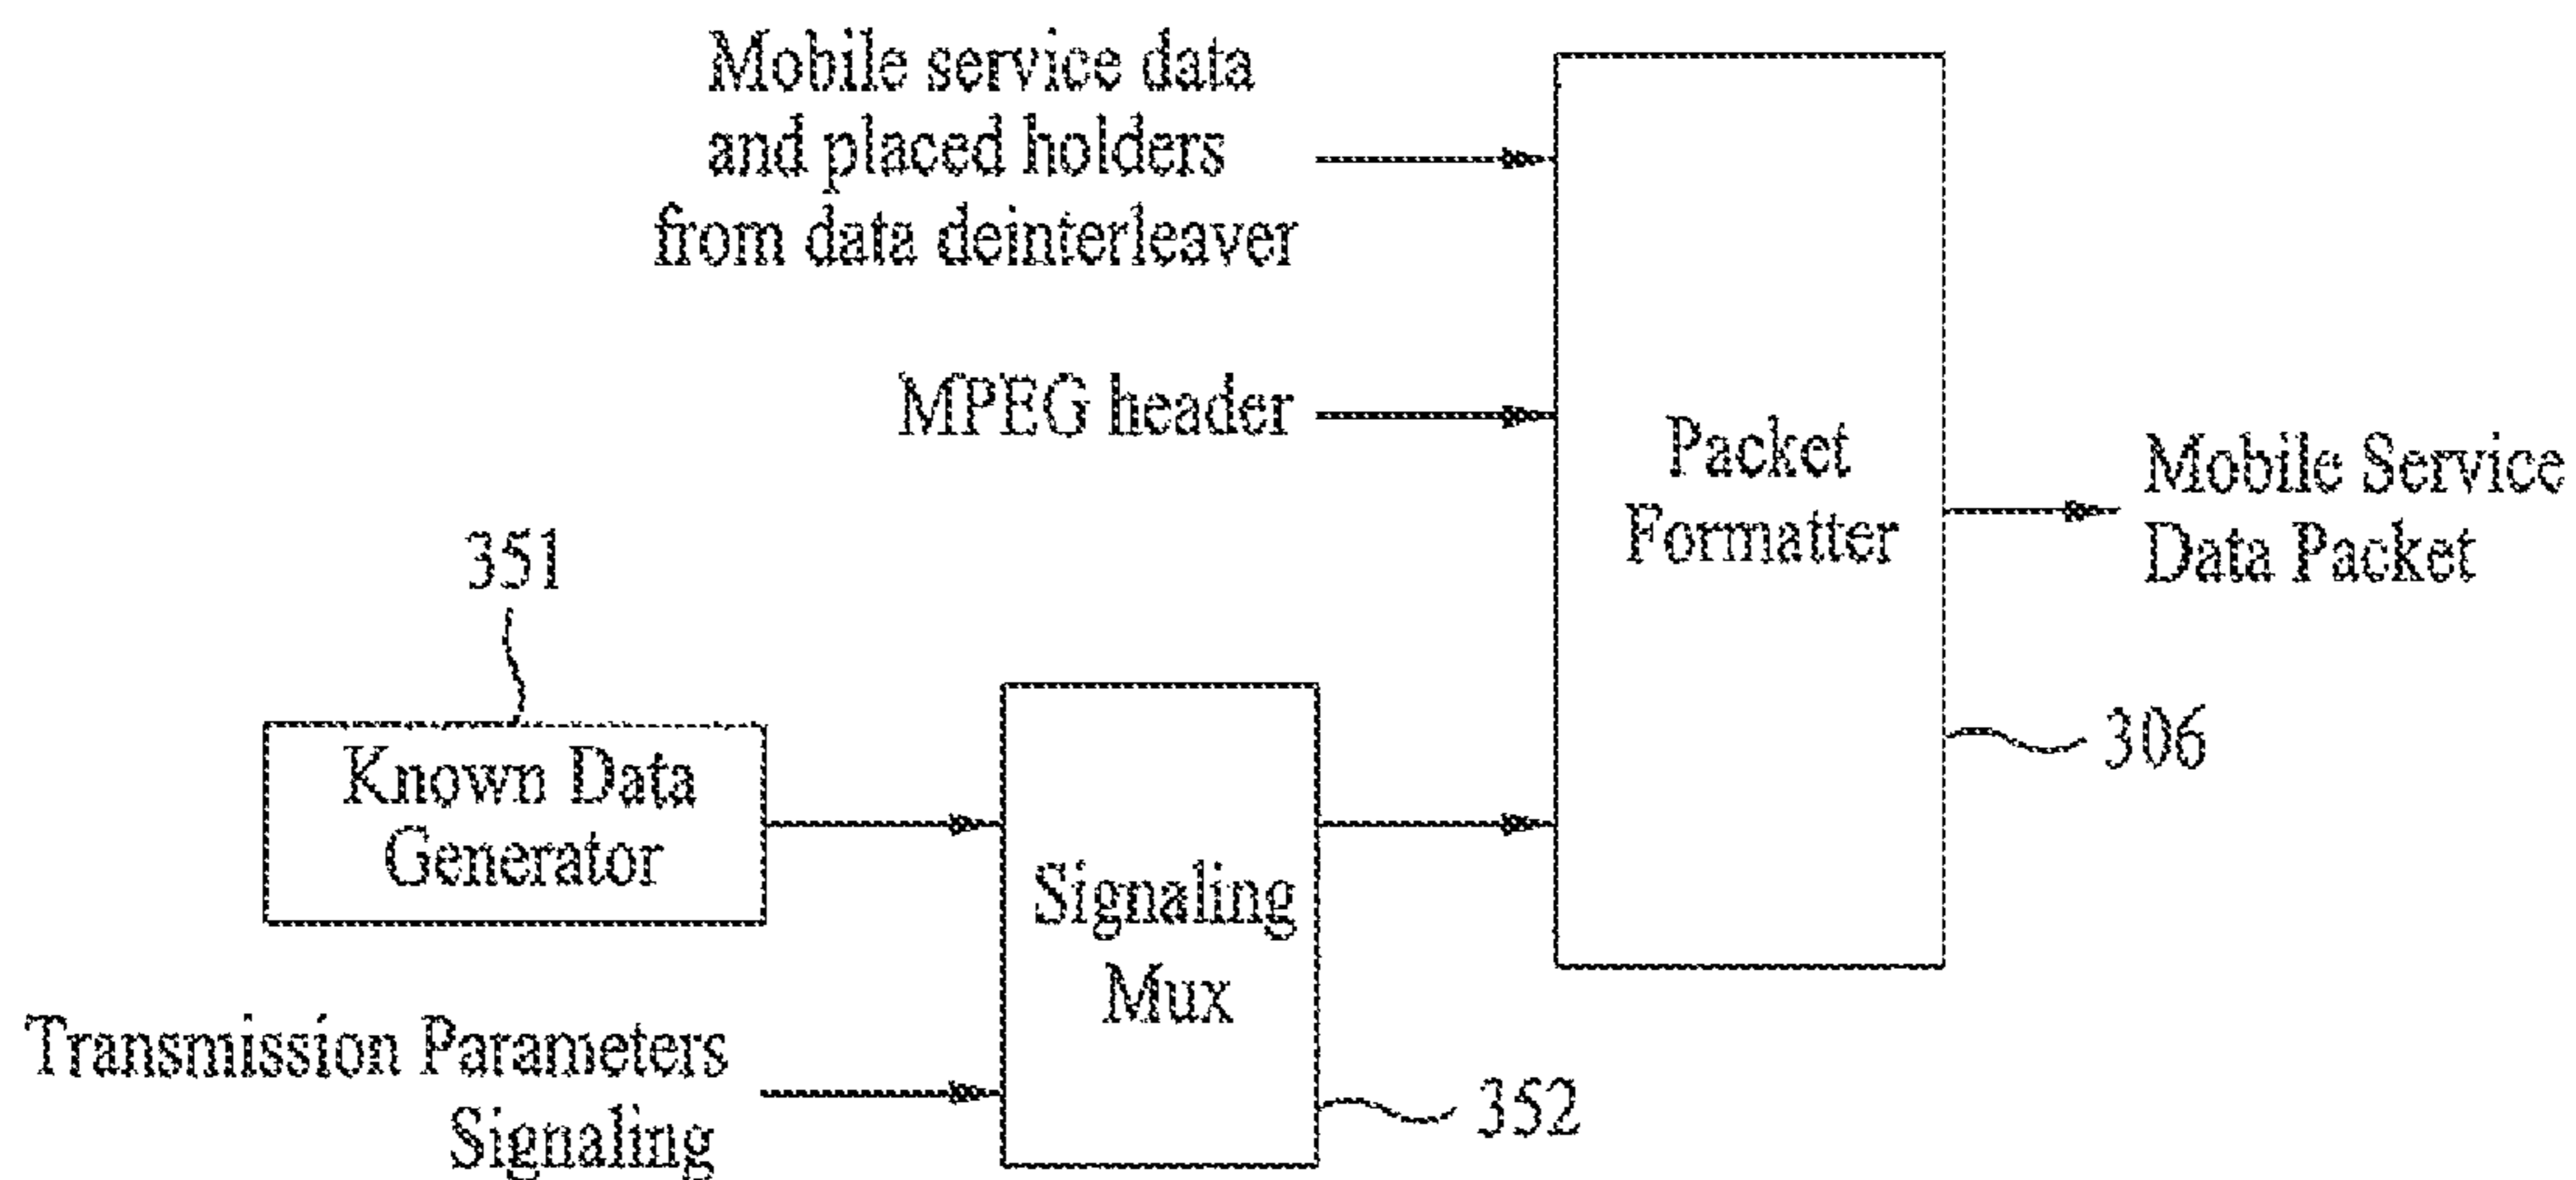 Mobile service data
and placed holders
from data deinterleaver
MPEG header
Packet
Formatter
Mobile Service
Data Packet
351
306
Known Data
Generator
Signaling
Mux
Transmission Parameters
Signaling
352